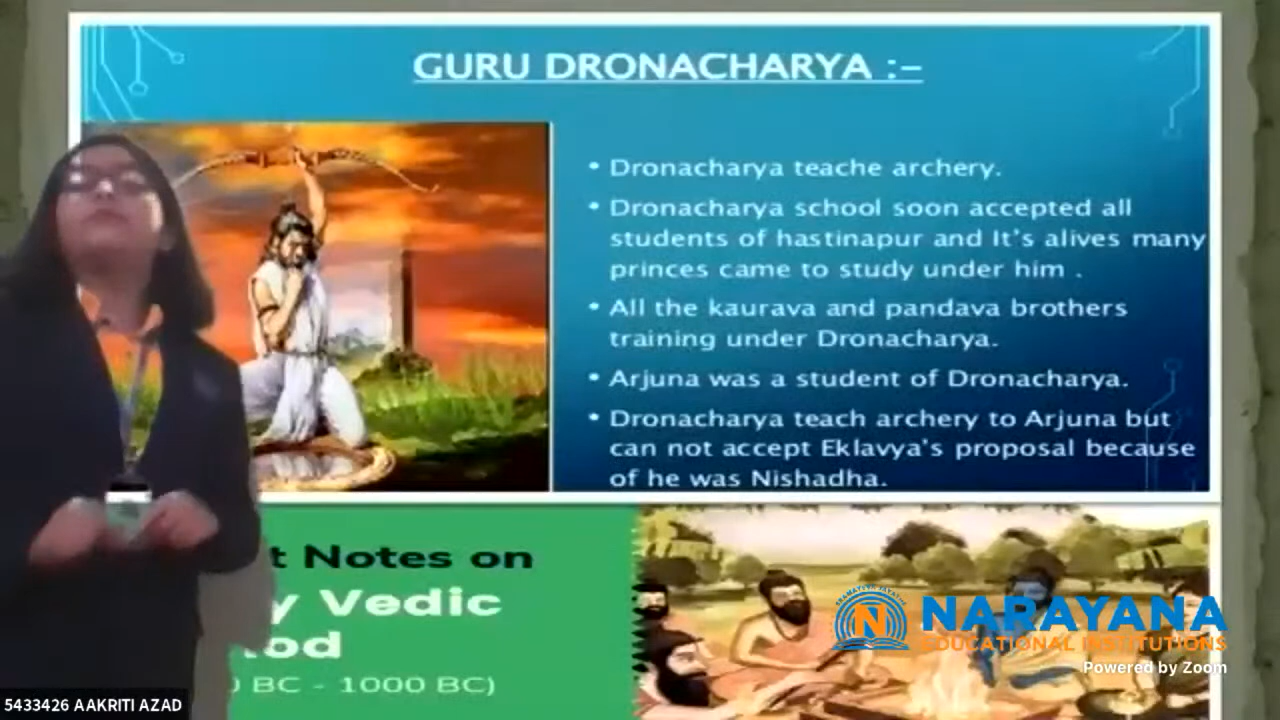 GURU DRONACHARYA :-
• Dronacharya teache archery.
• Dronacharya school soon accepted all
students of hastinapur and It's alives many
princes came to study under him .
• All the kaurava and pandava brothers
training under Dronacharya.
• Arjuna was a student of Dronacharya.
• Dronacharya teach archery to Arjuna but
can not accept Eklavya's proposal because
of he was Nishadha.
Notes on
Vedic
BC - 1000 BC)
NARAYANA
EDUCATIONAL INSTITUTIONS
Powered by Zoom
5433426 AAKRITI AZAD